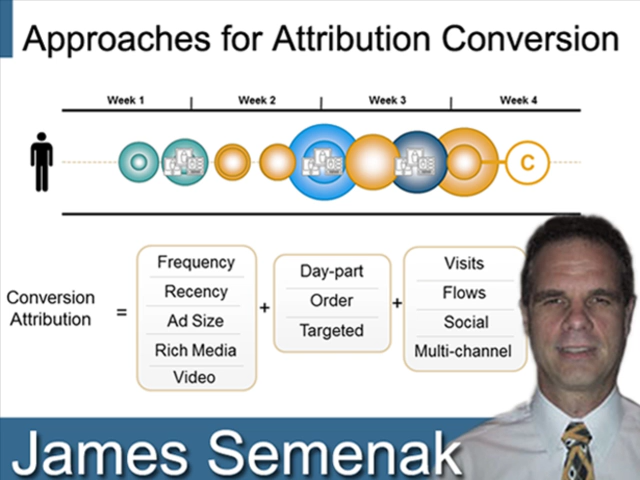 Approaches for Attribution Conversion
Week 1 Week 2 Week 3 Week 4
C
Conversion
Attribution
=
Frequency
Recency
Ad Size
Rich Media
Video
+
Day-part
Order
Targeted
+
Visits
Flows
Social
Multi-channel
James Semenak